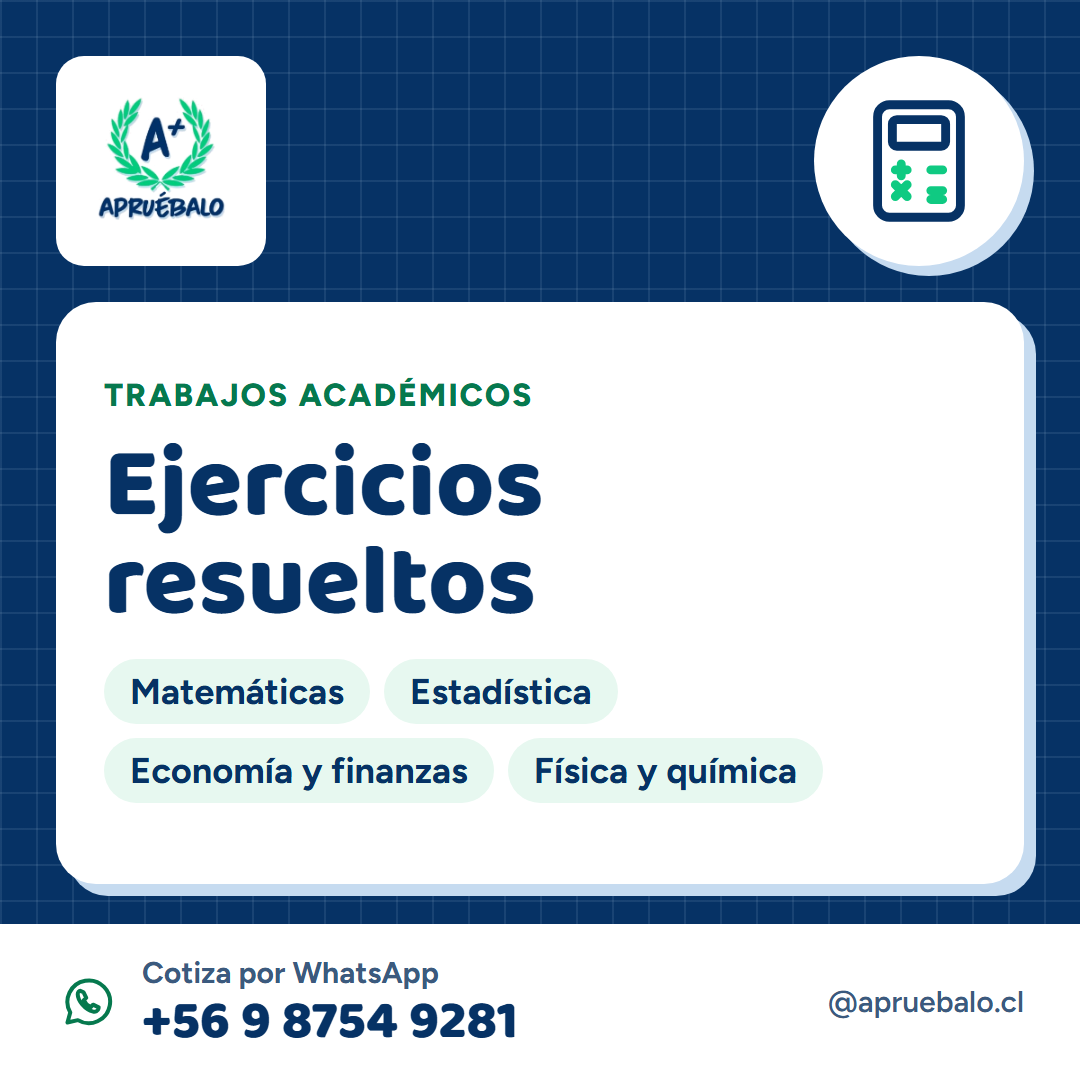 A+
APRUÉBALO
TRABAJOS ACADÉMICOS
Ejercicios
resueltos
Matemáticas
Estadística
Economía y finanzas
Física y química
Cotiza por WhatsApp
+56 9 8754 9281
@apruebalo.cl